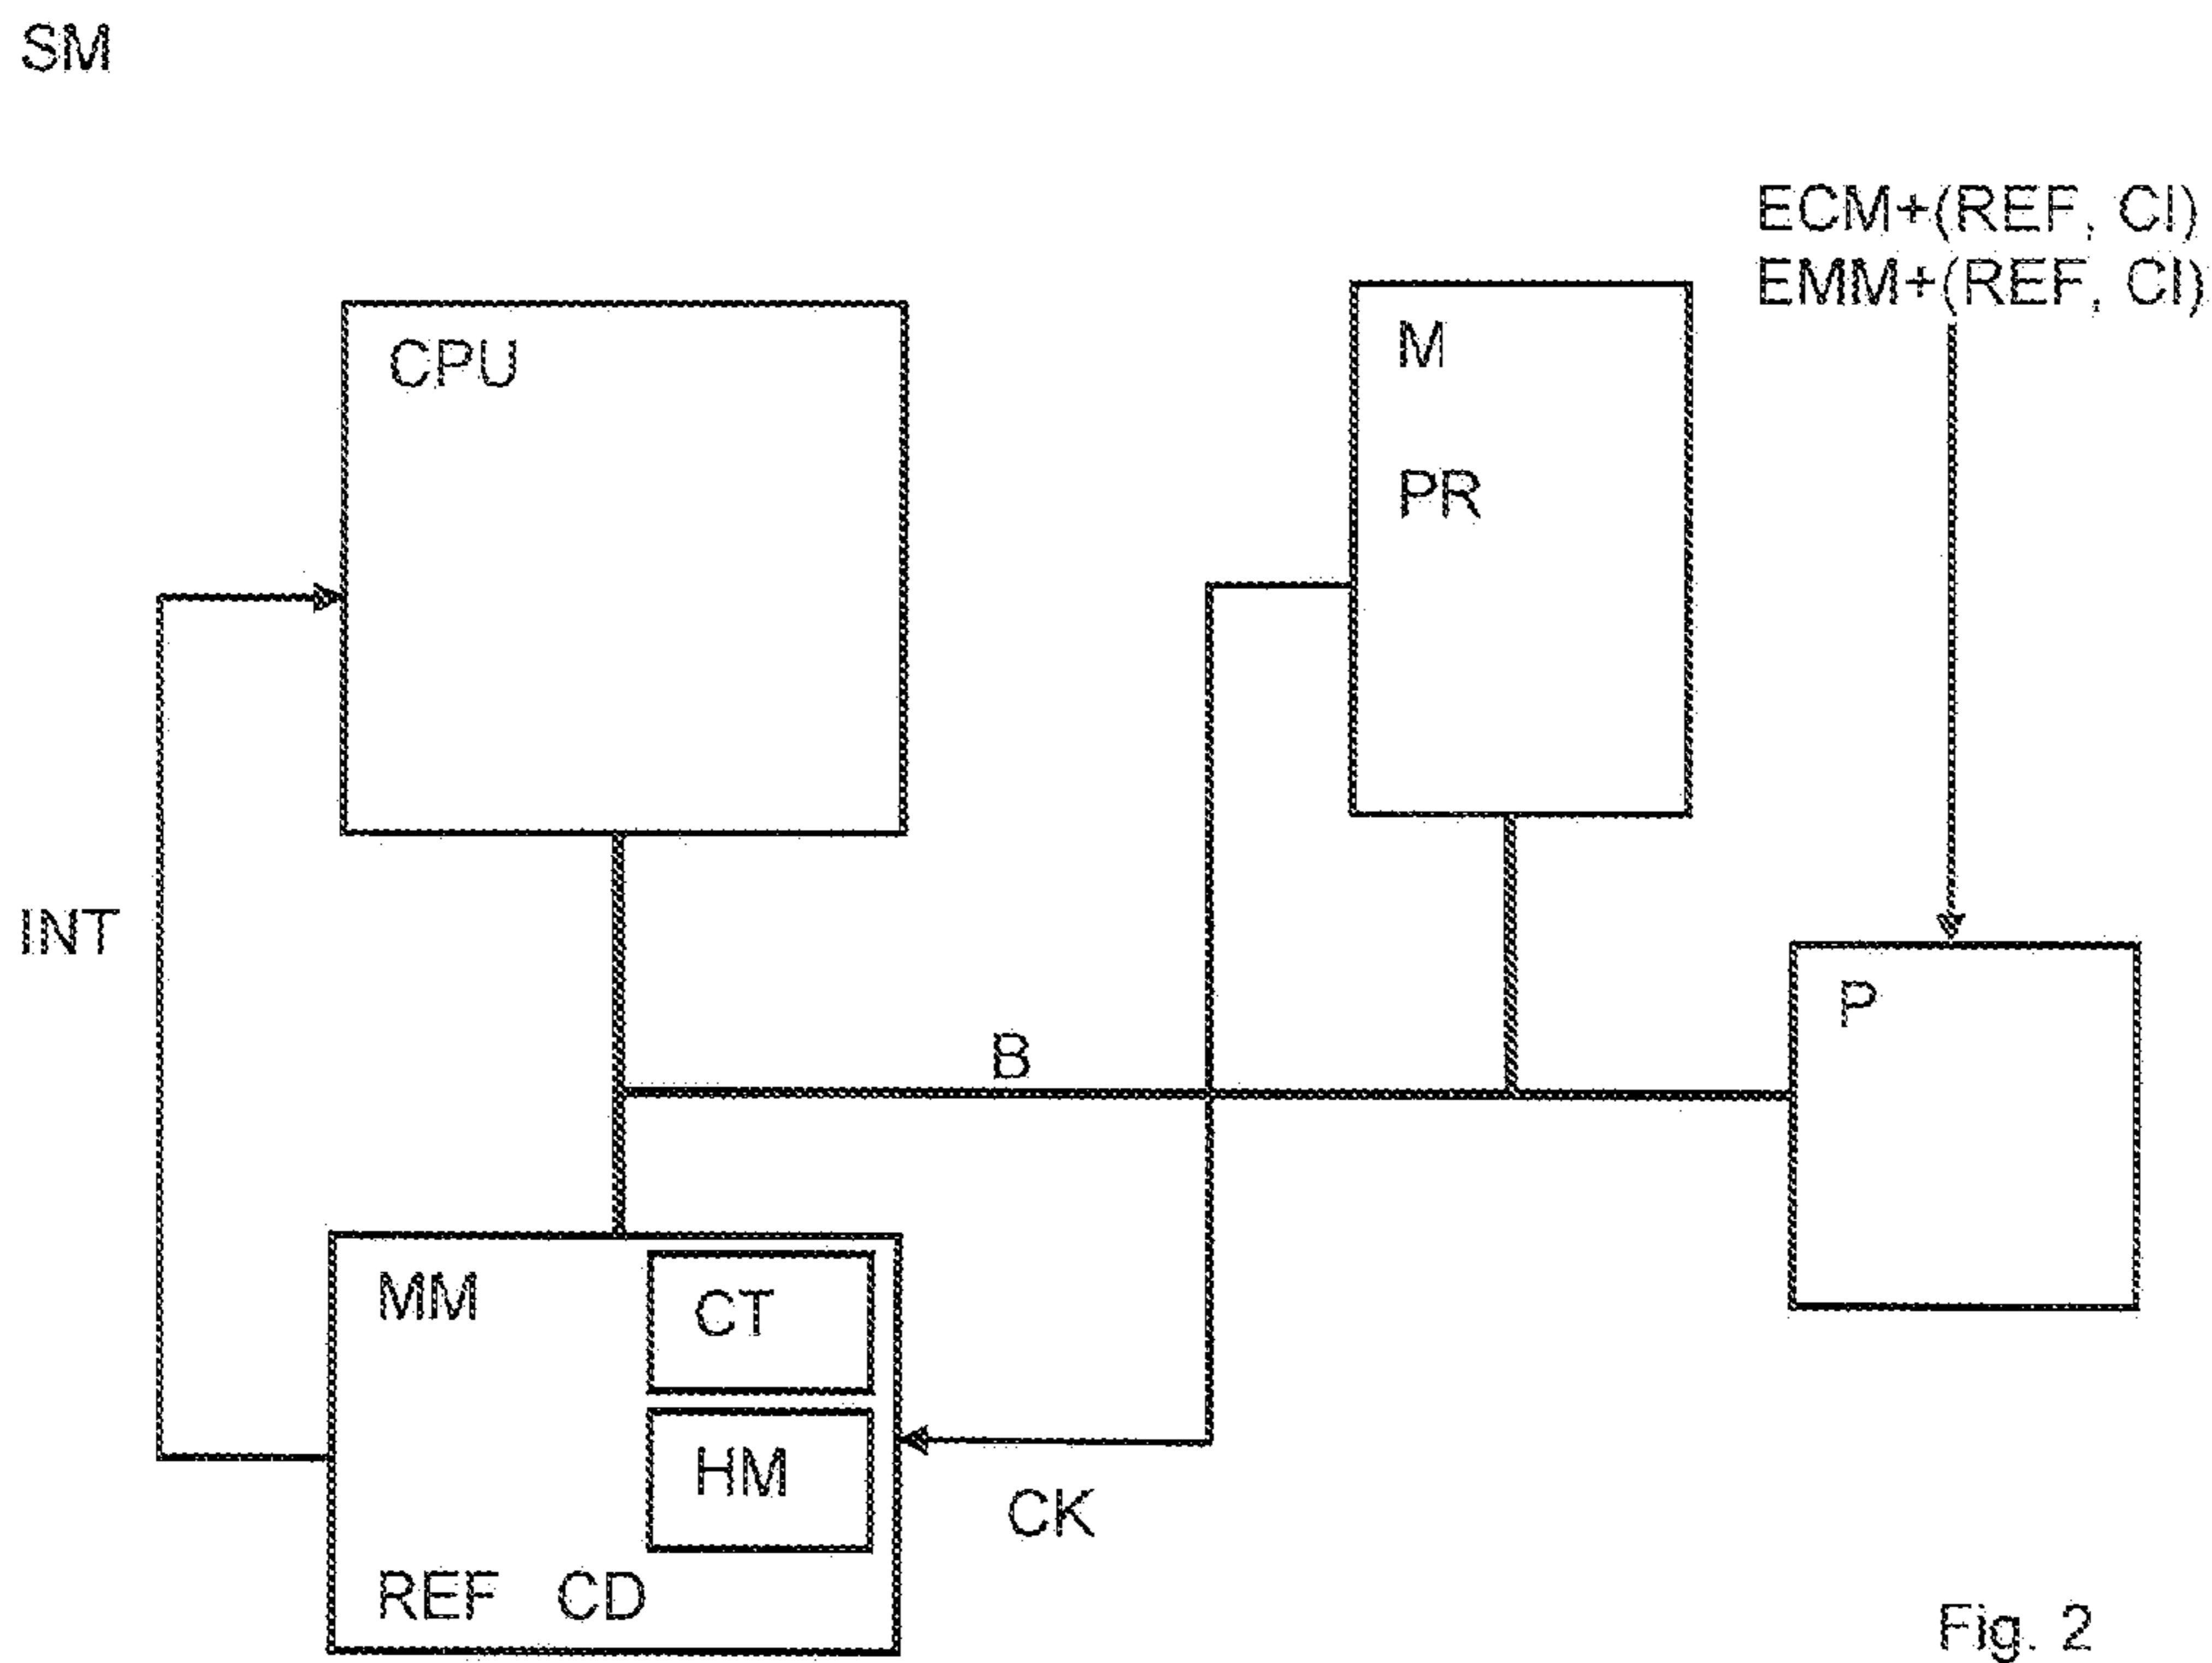 SM
ECM+(REF, CI)
EMM+(REF, CI)
CPU
M
PR
INT
P
B
MM
CT
HM
CK
REF CD
Fig. 2